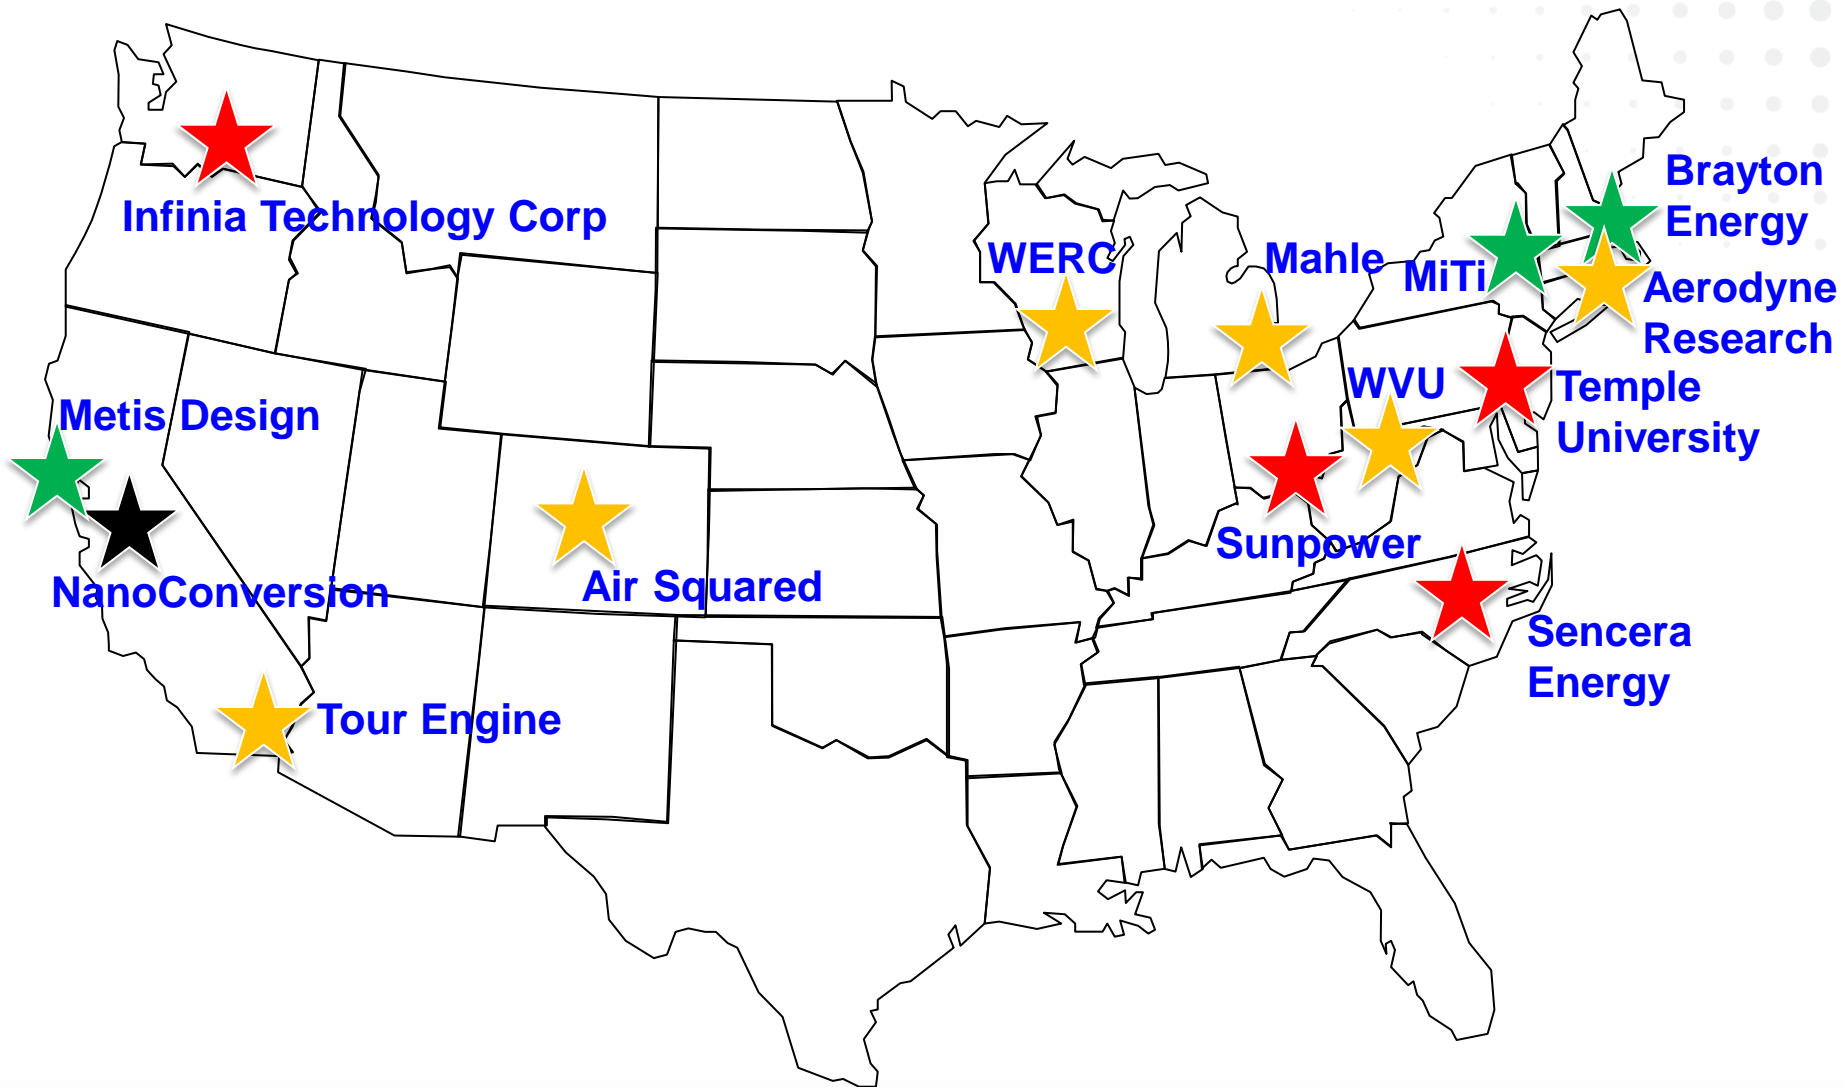 Brayton
Energy
Infinia Technology Corp
WERC
Mahle
MiTi
Aerodyne
Research
Metis Design
WVU
Temple
University
Sunpower
NanoConversion
Air Squared
Sencera
Energy
Tour Engine